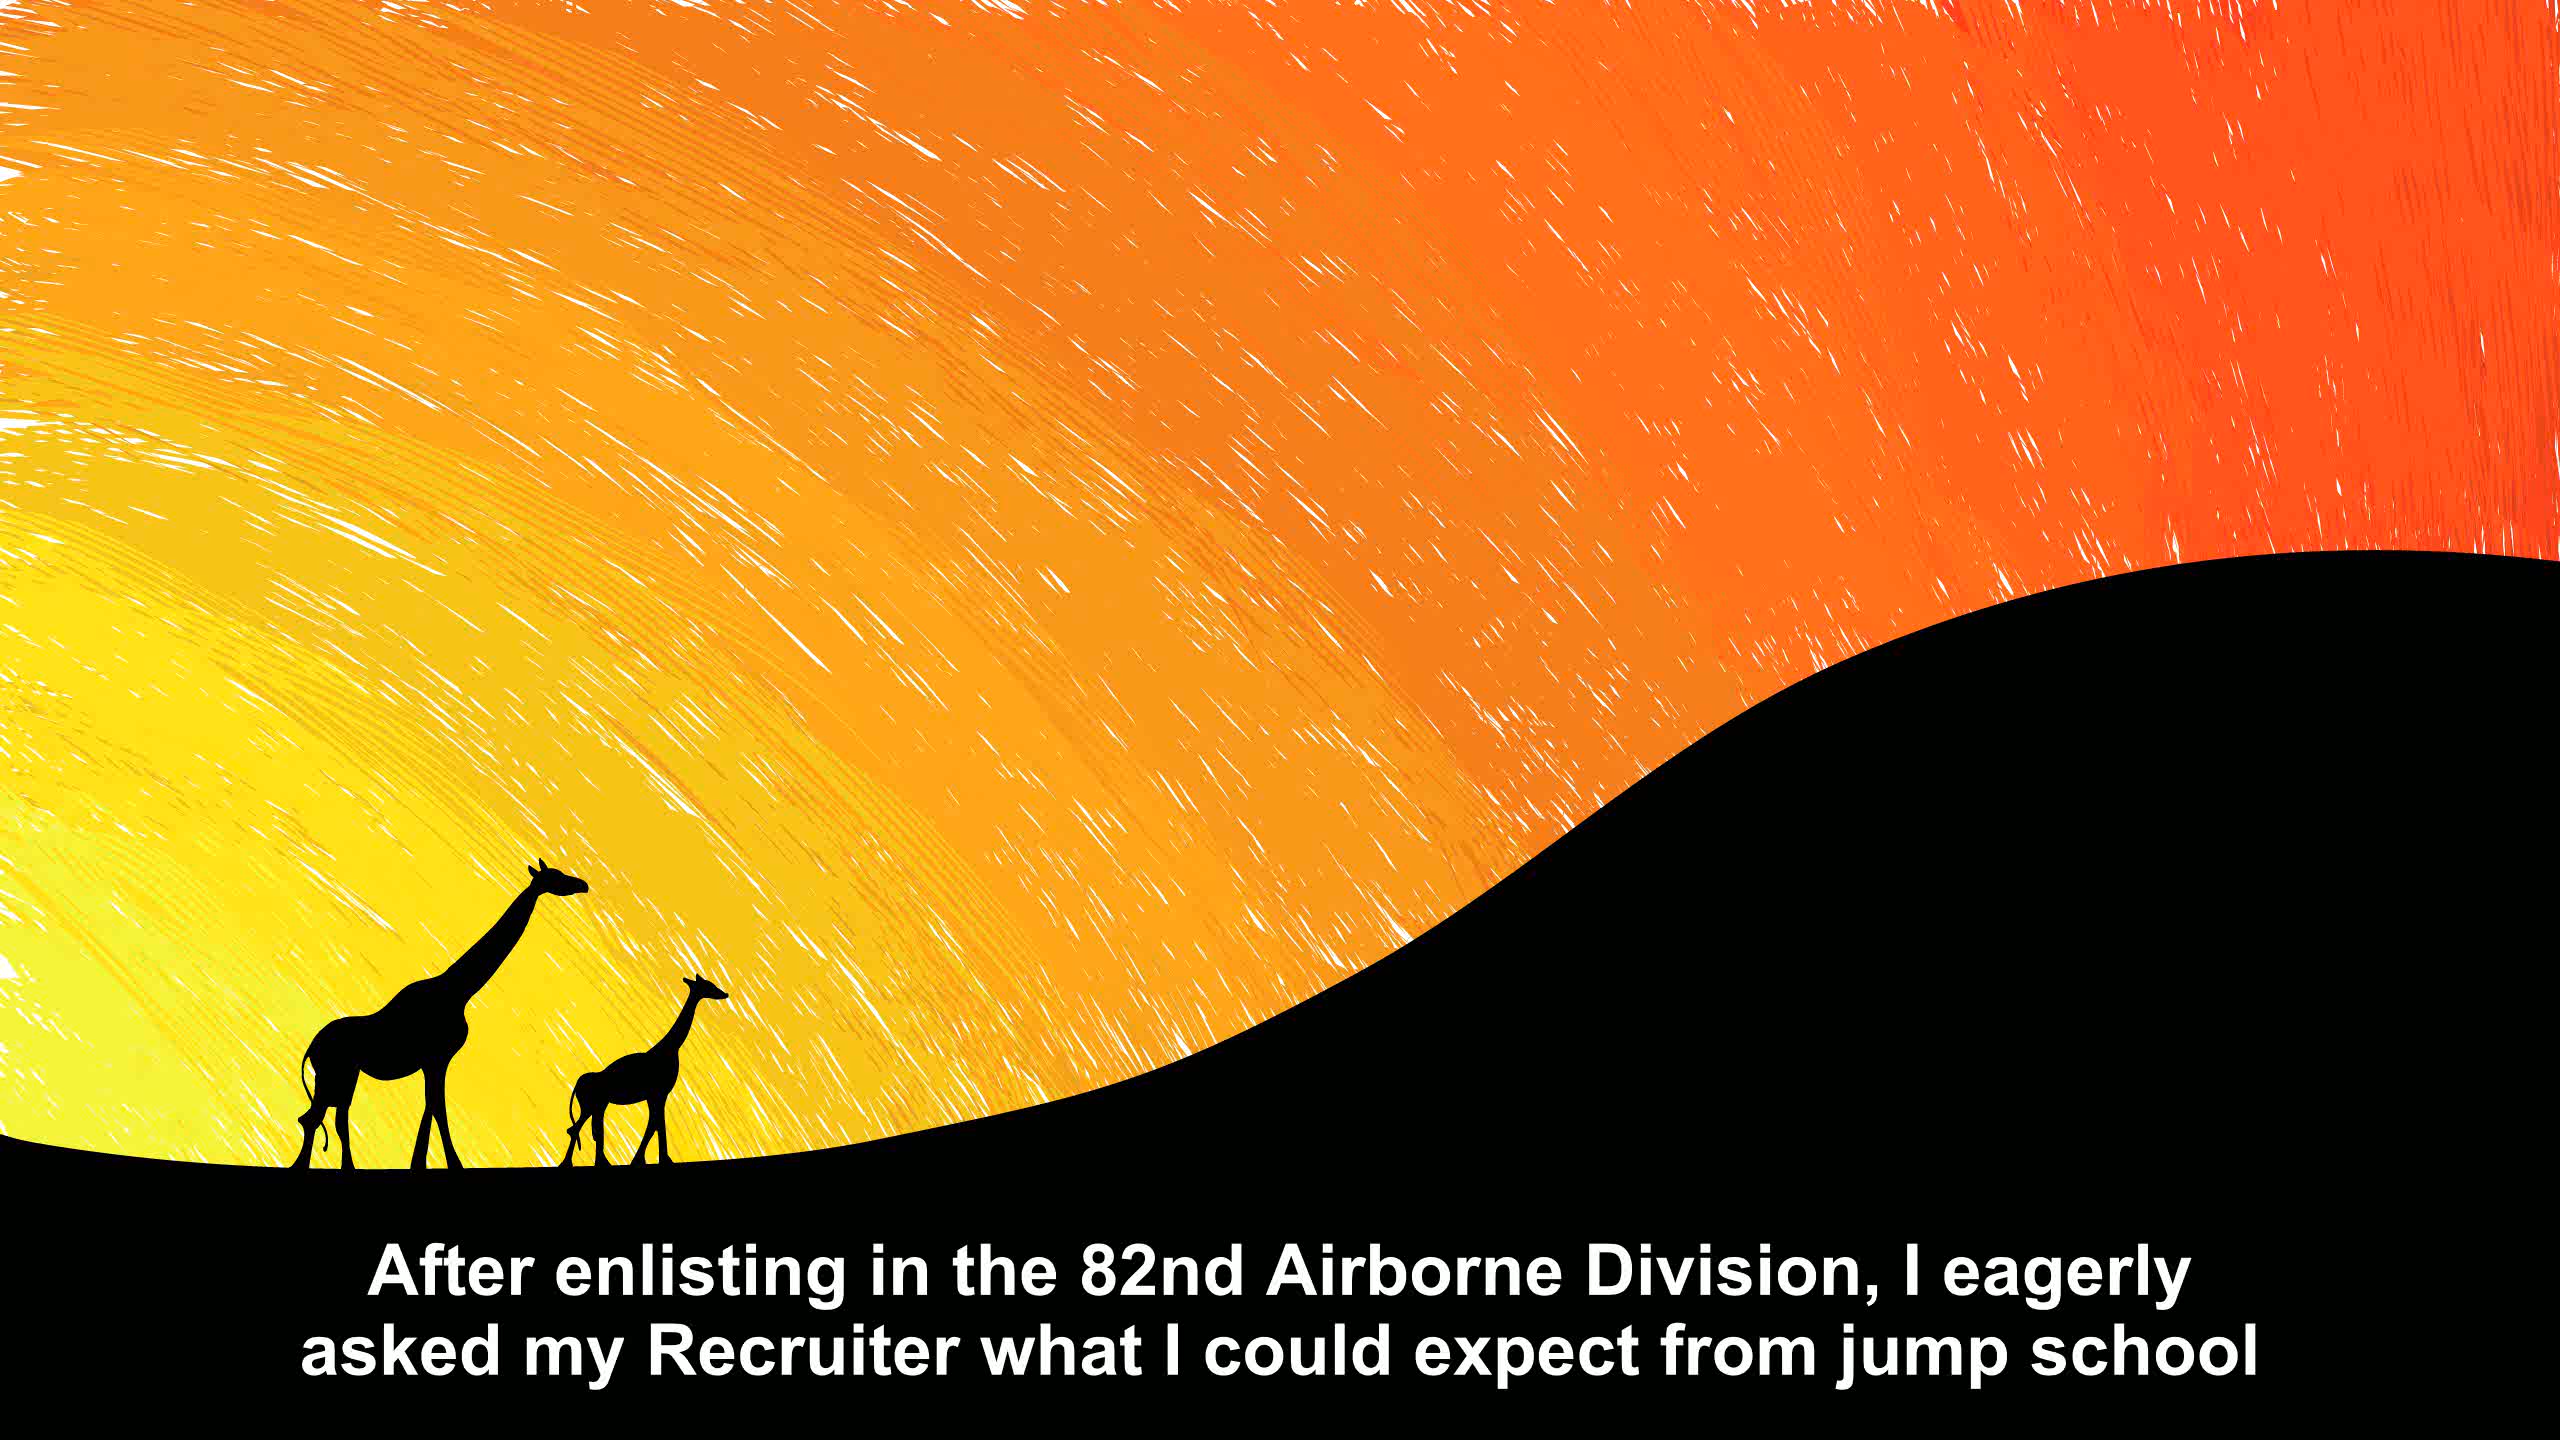 After enlisting in the 82nd Airborne Division, I eagerly
asked my Recruiter what I could expect from jump school